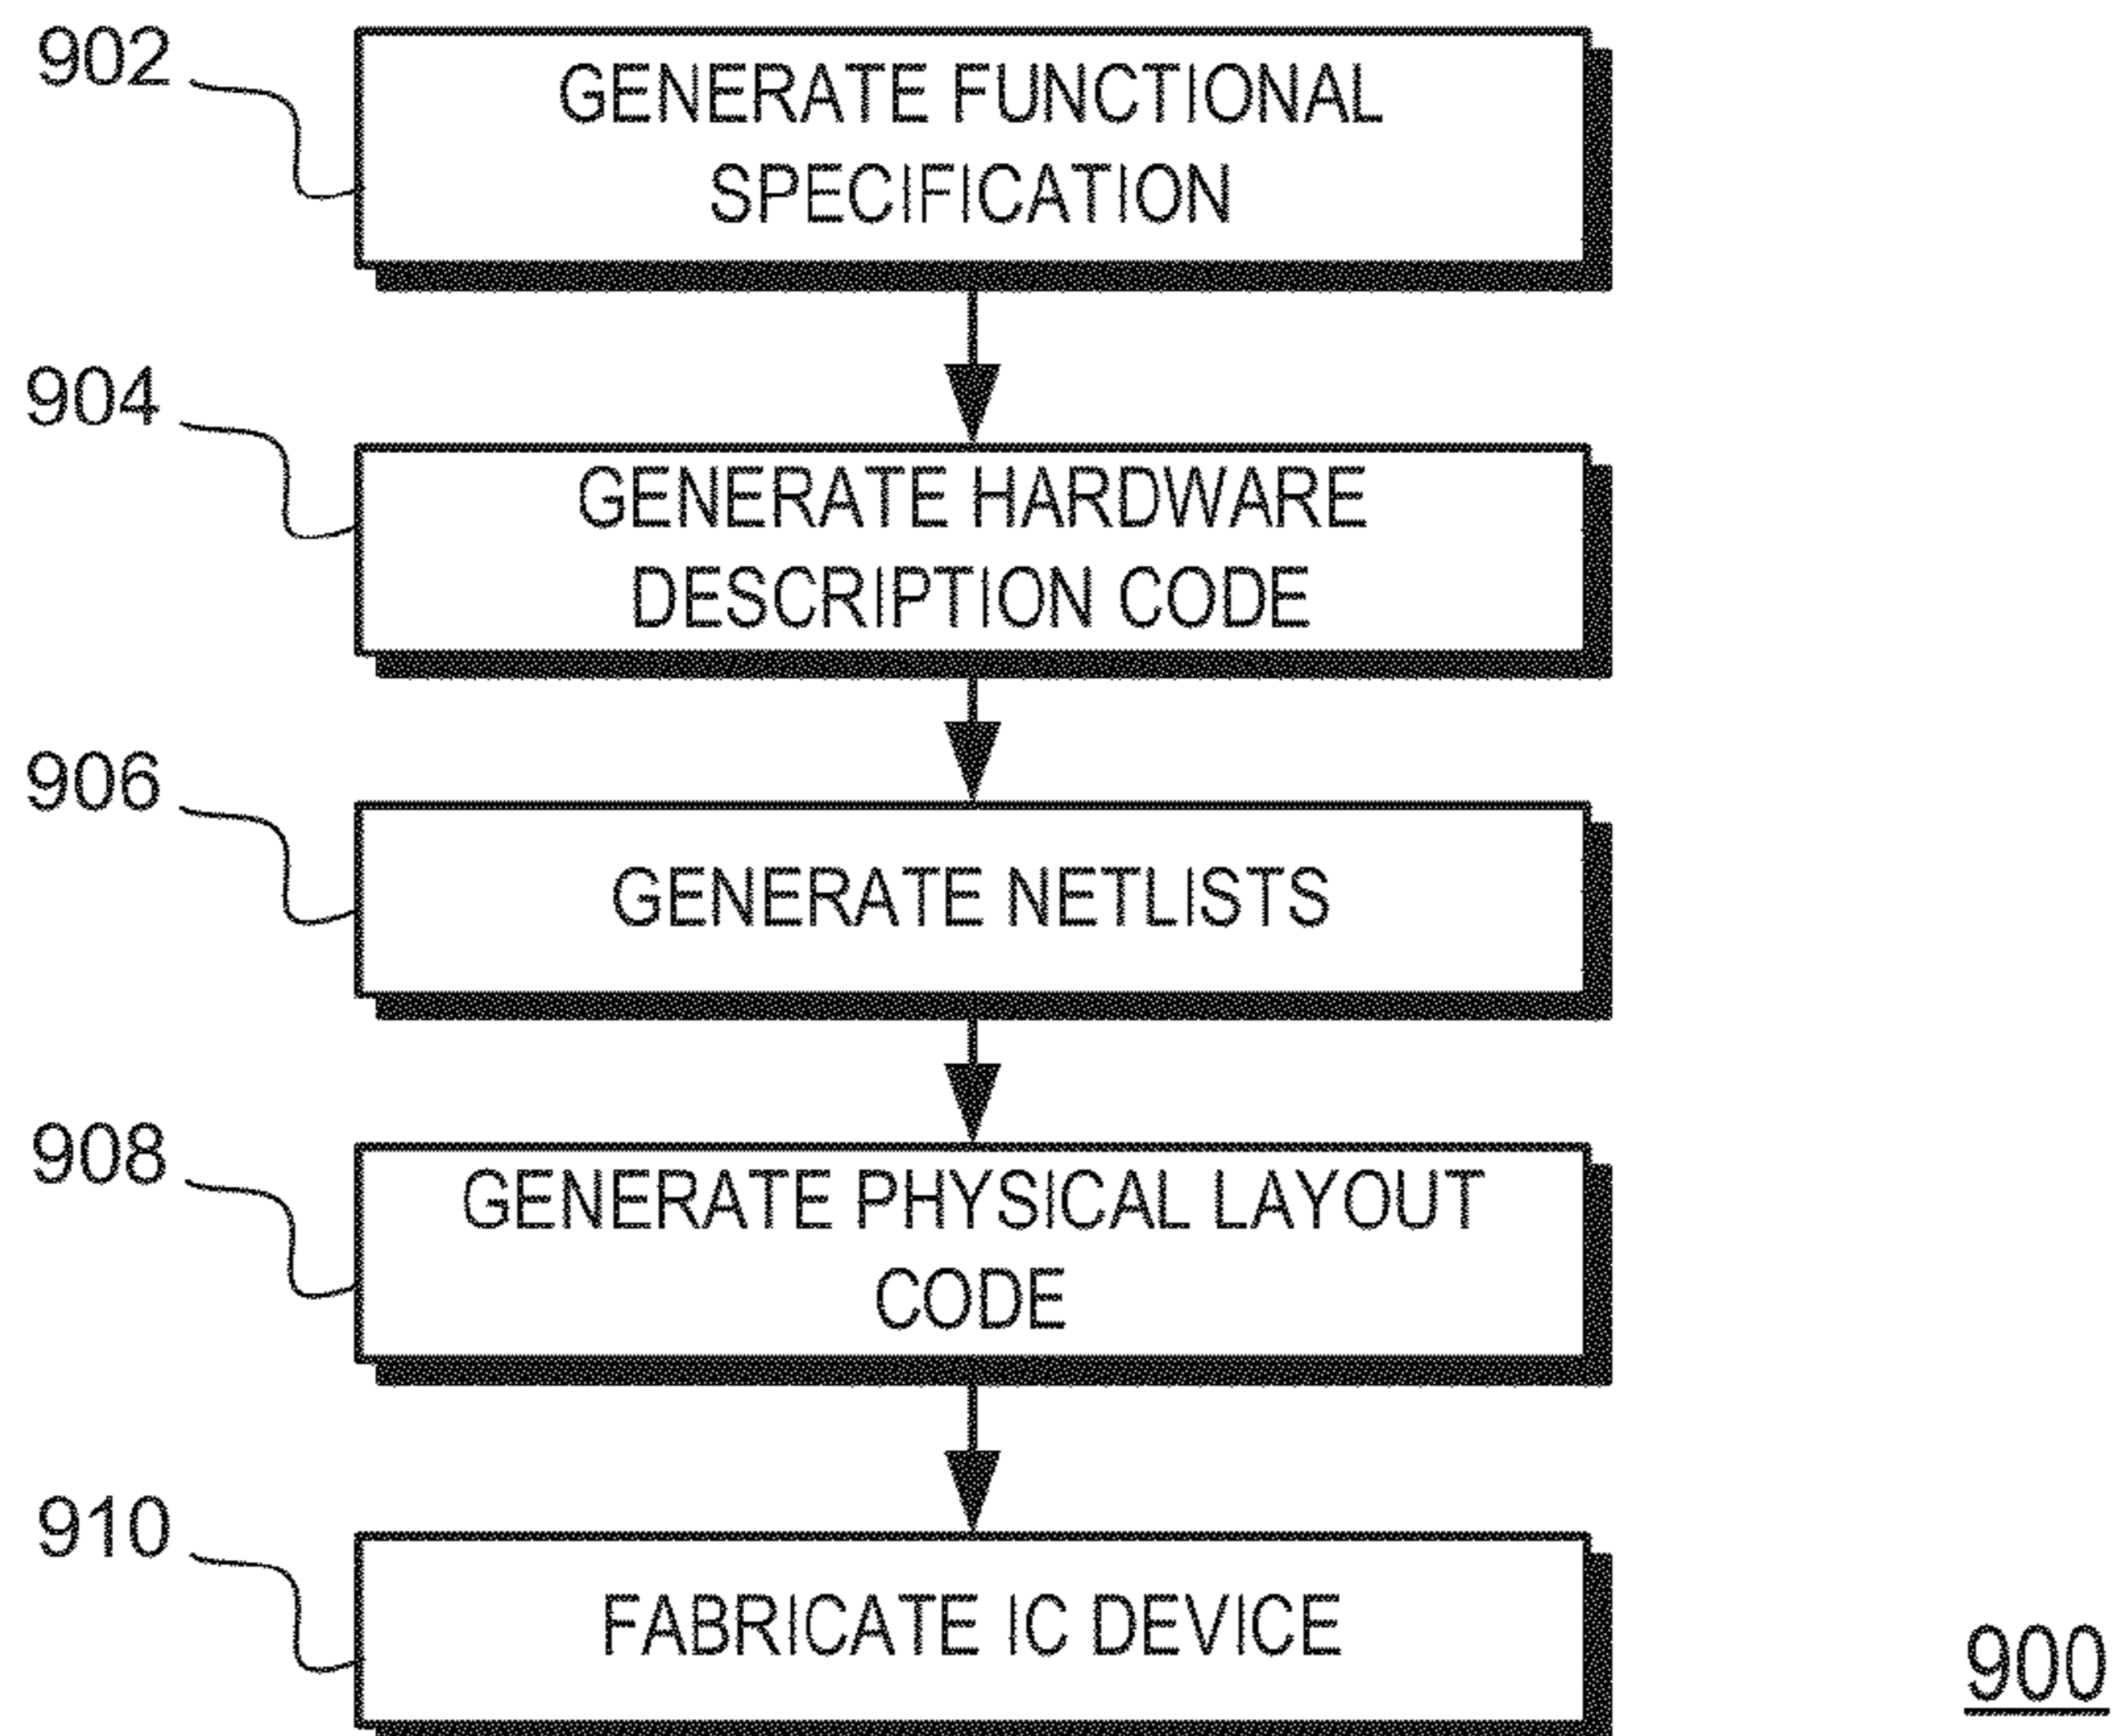 902
GENERATE FUNCTIONAL
SPECIFICATION
904
GENERATE HARDWARE
DESCRIPTION CODE
906
GENERATE NETLISTS
908
GENERATE PHYSICAL LAYOUT
CODE
910
FABRICATE IC DEVICE
900